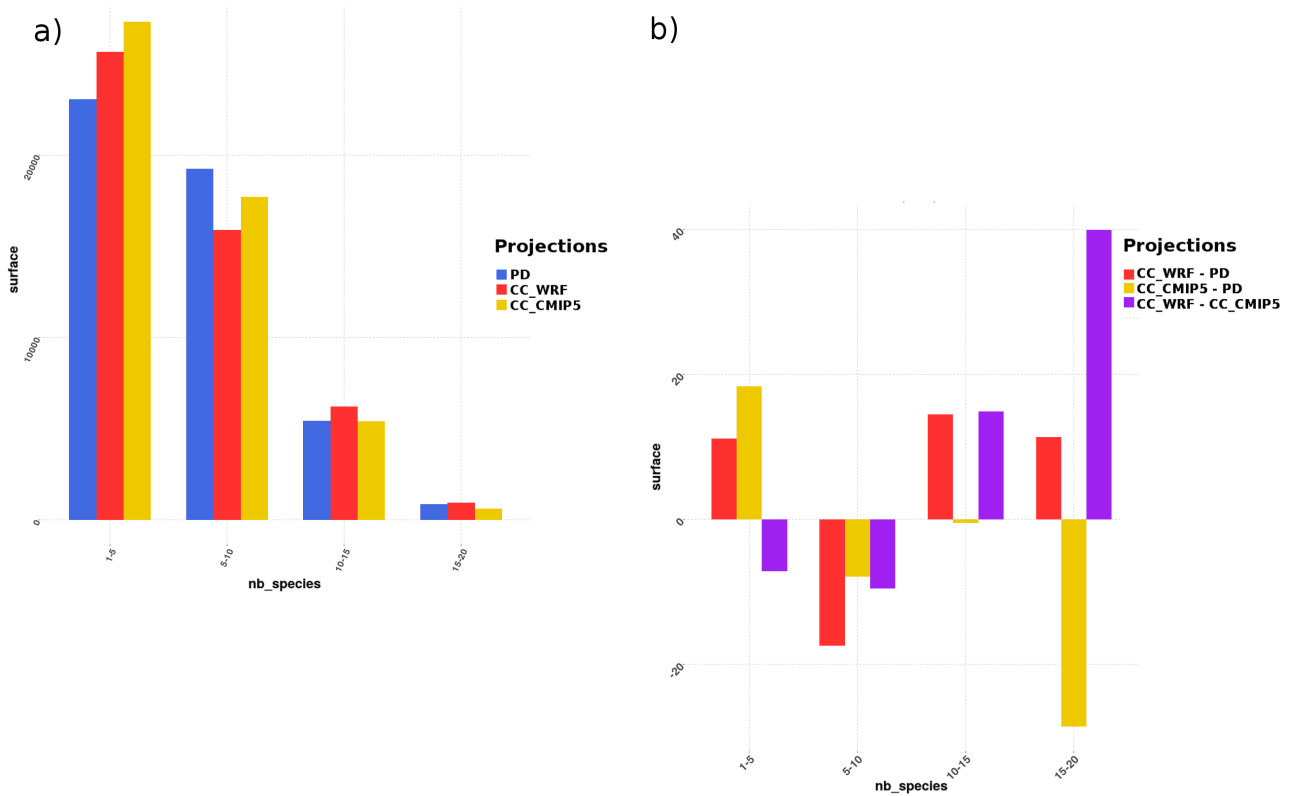 a)
surface
20000
10000
0
1-5
5-10
10-15
15-20
nb_species
Projections
PD
CC_WRF
CC_CMIP5
b)
surface
40
20
0
-20
1-5
5-10
10-15
15-20
nb_species
Projections
CC_WRF - PD
CC_CMIP5 - PD
CC_WRF - CC_CMIP5